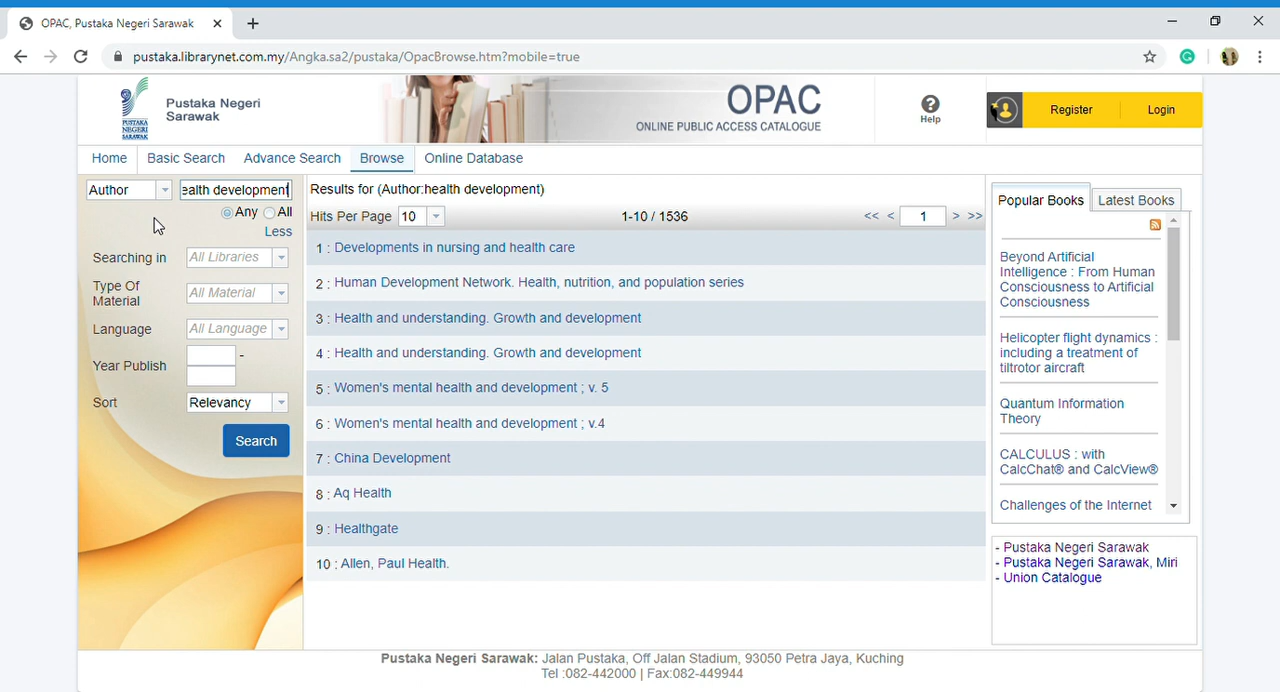 OPAC, Pustaka Negeri Sarawak
pustaka.librarynet.com.my/Angka.sa2/pustaka/OpacBrowse.htm?mobile=true
PUSTAKA
NEGERI
SARAWAK
Pustaka Negeri
Sarawak
OPAC
ONLINE PUBLIC ACCESS CATALOGUE
Help
Register
Login
Home
Basic Search
Advance Search
Browse
Online Database
Author
ealth development
Any
All
Less
Searching in
All Libraries
Type Of
Material
All Material
Language
All Language
Year Publish
-
Sort
Relevancy
Search
Results for (Author:health development)
Hits Per Page 10
1-10 / 1536
<< < 1 > >>
1 : Developments in nursing and health care
2 : Human Development Network. Health, nutrition, and population series
3 : Health and understanding. Growth and development
4 : Health and understanding. Growth and development
5 : Women's mental health and development ; v. 5
6 : Women's mental health and development ; v.4
7 : China Development
8 : Aq Health
9 : Healthgate
10 : Allen, Paul Health.
Popular Books
Latest Books
Beyond Artificial
Intelligence : From Human
Consciousness to Artificial
Consciousness
Helicopter flight dynamics :
including a treatment of
tiltrotor aircraft
Quantum Information
Theory
CALCULUS : with
CalcChat® and CalcView®
Challenges of the Internet
- Pustaka Negeri Sarawak
- Pustaka Negeri Sarawak, Miri
- Union Catalogue
Pustaka Negeri Sarawak: Jalan Pustaka, Off Jalan Stadium, 93050 Petra Jaya, Kuching
Tel :082-442000 | Fax:082-449944